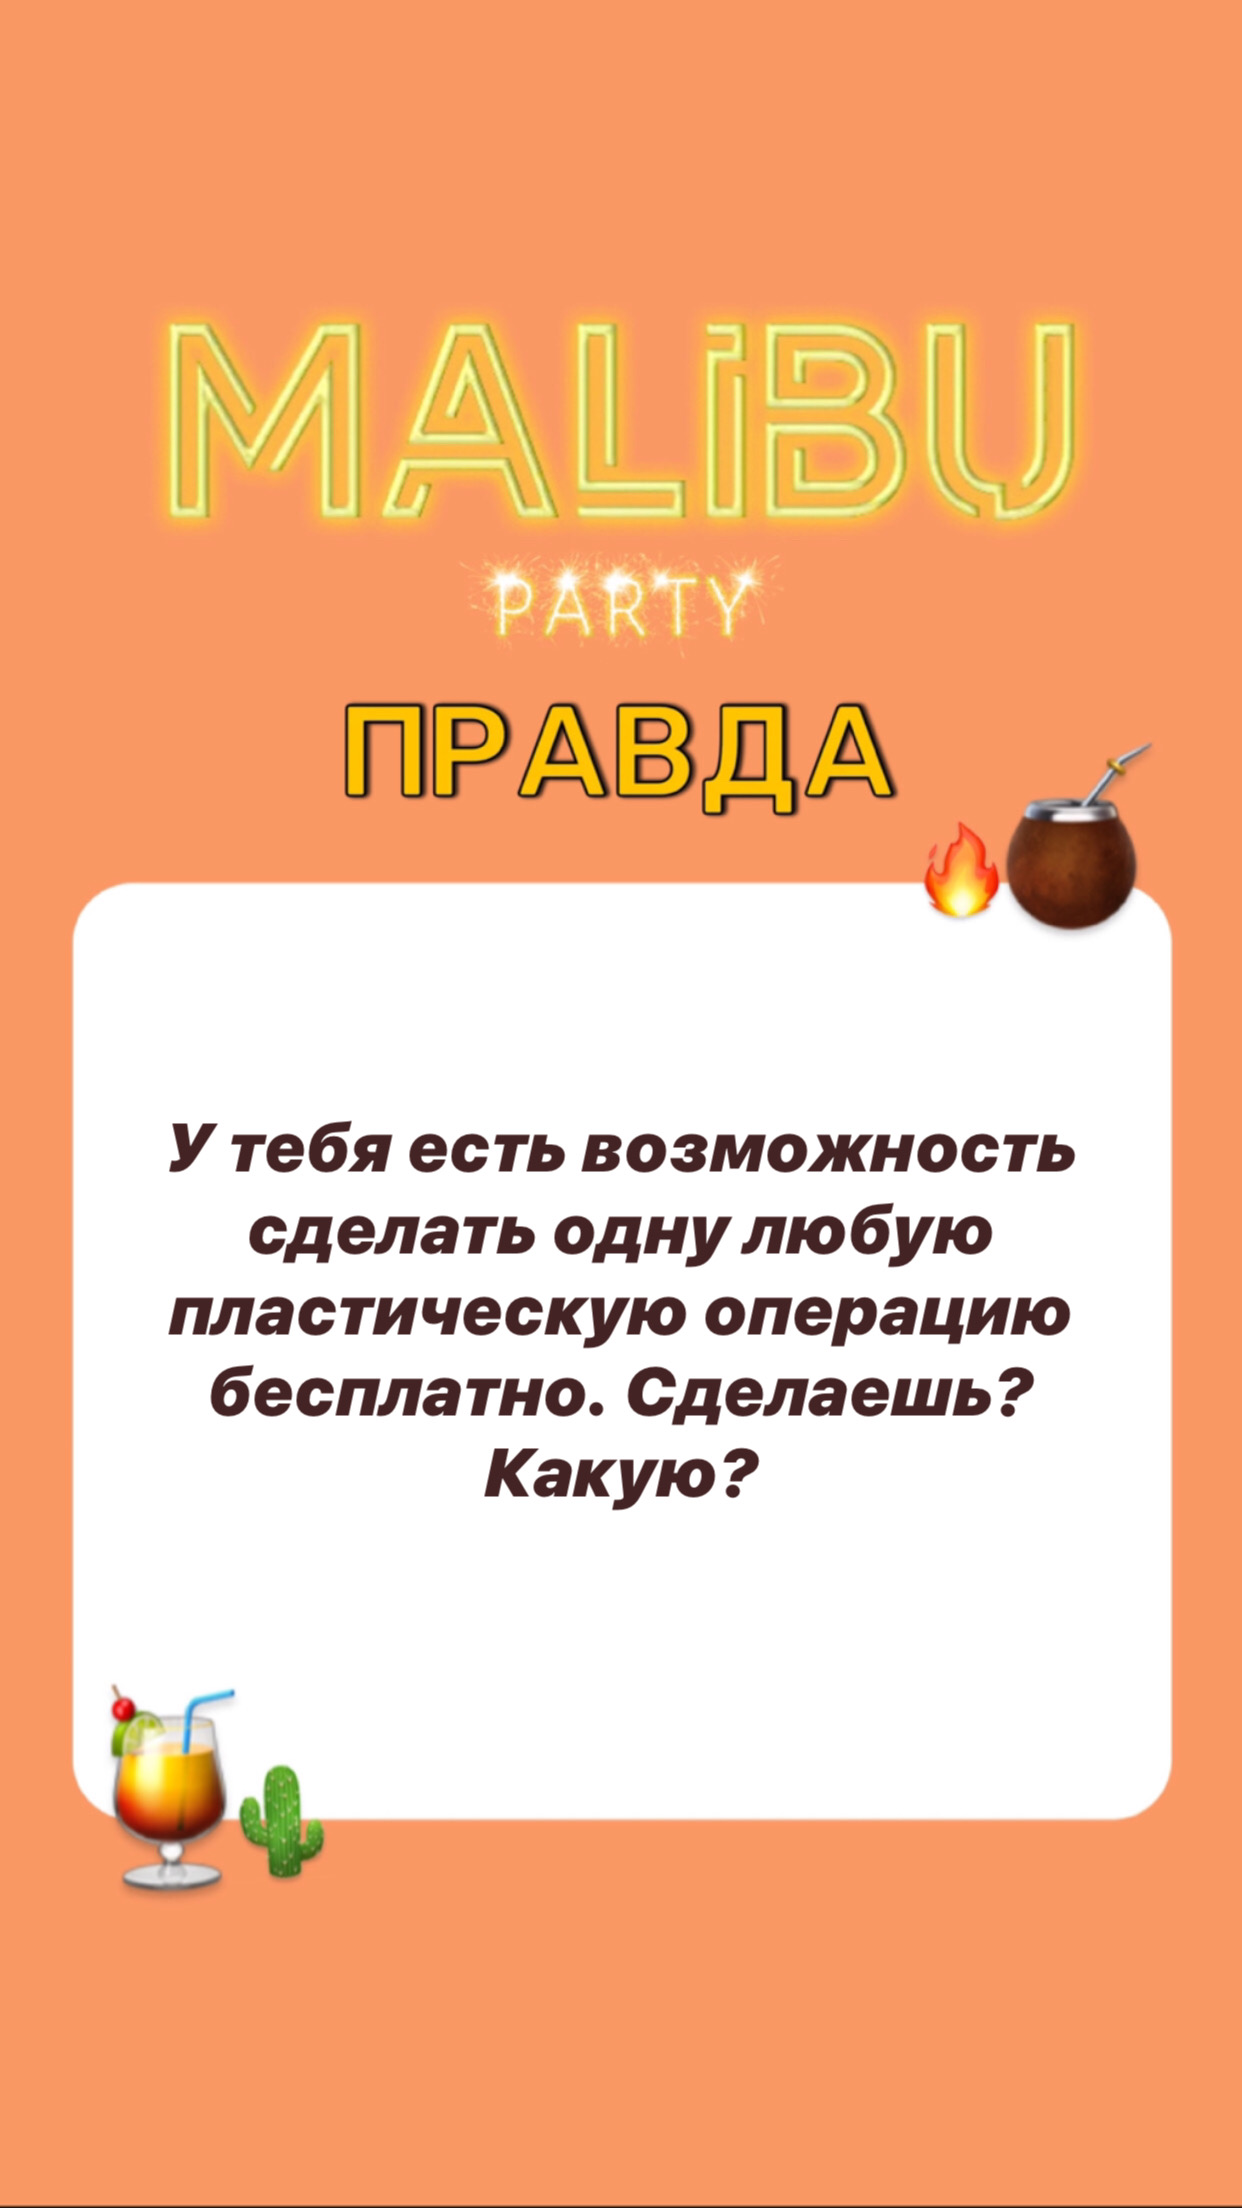 MALiBU
PARTY
ПРАВДА
У тебя есть возможность
сделать одну любую
пластическую операцию
бесплатно. Сделаешь?
Какую?